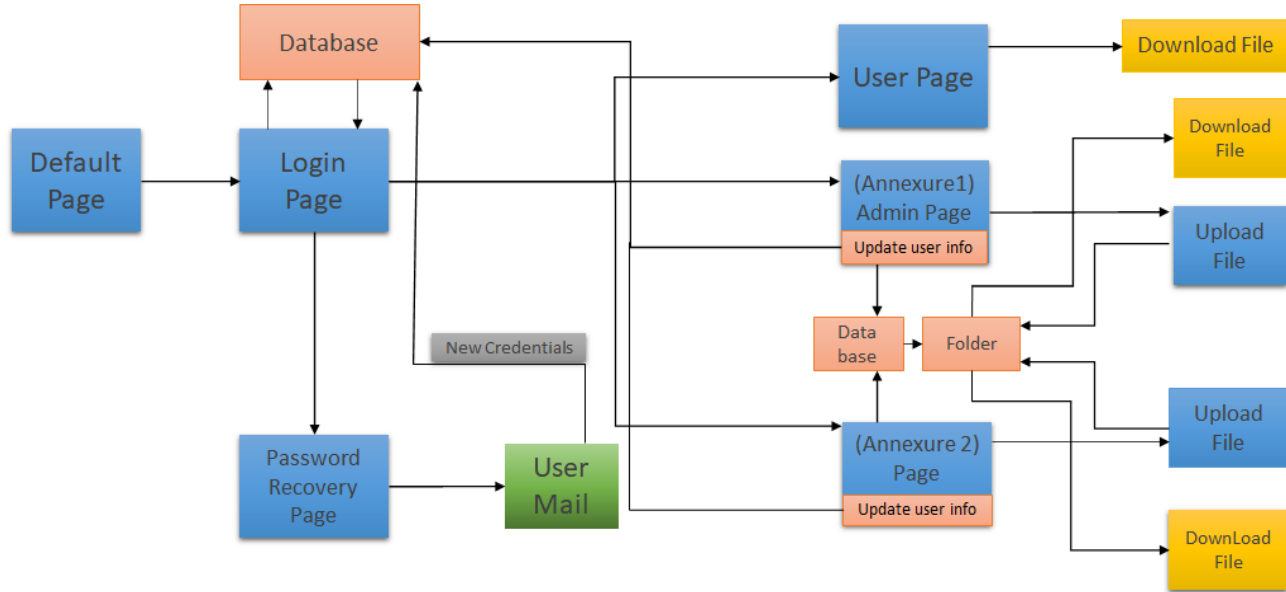 Database
User Page
Download File
Default
Page
Login
Page
Download
File
(Annexure1)
Admin Page
Update user info
Upload
File
Data
base
Folder
New Credentials
Upload
File
(Annexure 2)
Page
Update user info
Password
Recovery
Page
User
Mail
DownLoad
File